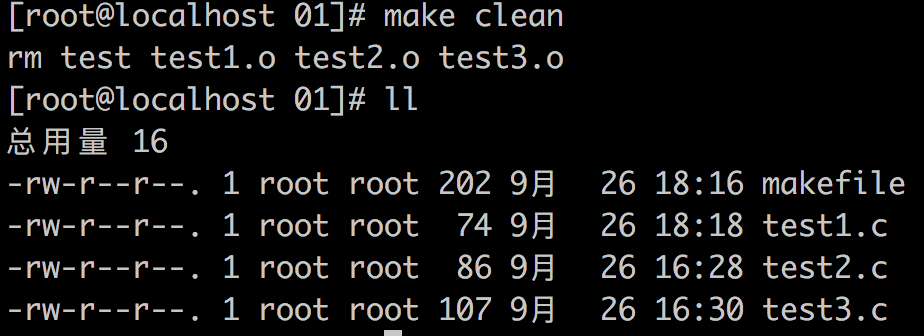 [root@localhost 01]# make clean
rm test test1.o test2.o test3.o
[root@localhost 01]# ll
总用量 16
-rw-r--r--. 1 root root 202 9月  26 18:16 makefile
-rw-r--r--. 1 root root  74 9月  26 18:18 test1.c
-rw-r--r--. 1 root root  86 9月  26 16:28 test2.c
-rw-r--r--. 1 root root 107 9月  26 16:30 test3.c